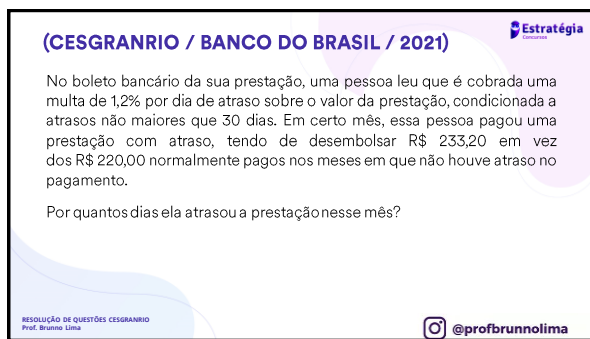 Estratégia
Concursos
(CESGRANRIO / BANCO DO BRASIL / 2021)
No boleto bancário da sua prestação, uma pessoa leu que é cobrada uma
multa de 1,2% por dia de atraso sobre o valor da prestação, condicionada a
atrasos não maiores que 30 dias. Em certo mês, essa pessoa pagou uma
prestação com atraso, tendo de desembolsar R$ 233,20 em vez
dos R$ 220,00 normalmente pagos nos meses em que não houve atraso no
pagamento.
Por quantos dias ela atrasou a prestação nesse mês?
RESOLUÇÃO DE QUESTÕES CESGRANRIO
Prof. Brunno Lima
@profbrunnolima